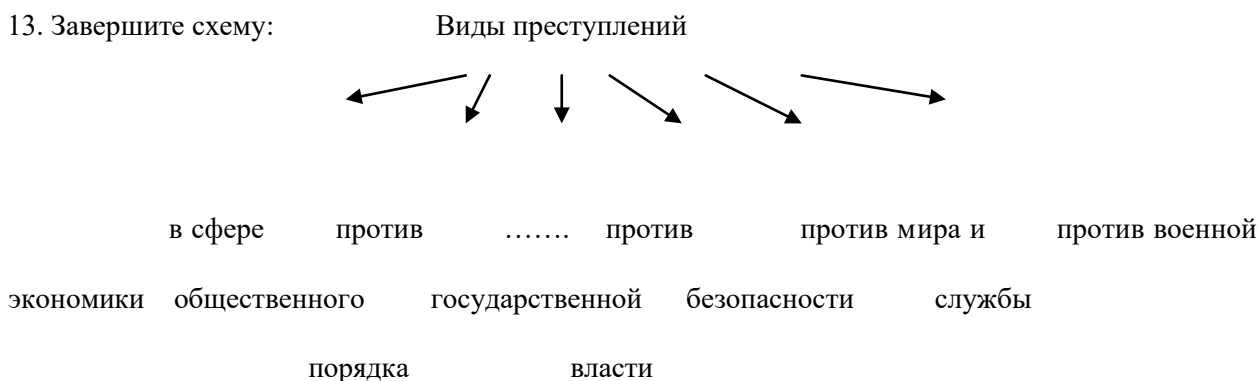 13. Завершите схему: Виды преступлений
в сфере против ……. против против мира и против военной
экономики общественного государственной безопасности службы
порядка власти